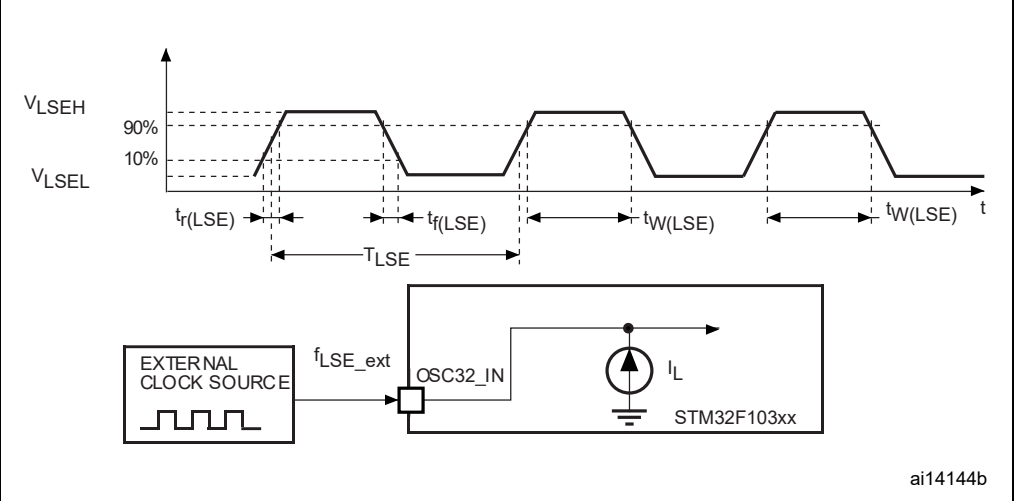 VLSEH
90%
10%
VLSEL
tr(LSE)
tf(LSE)
tW(LSE)
tW(LSE)
t
TLSE
EXTERNAL
CLOCK SOURCE
fLSE_ext
OSC32_IN
IL
STM32F103xx
ai14144b